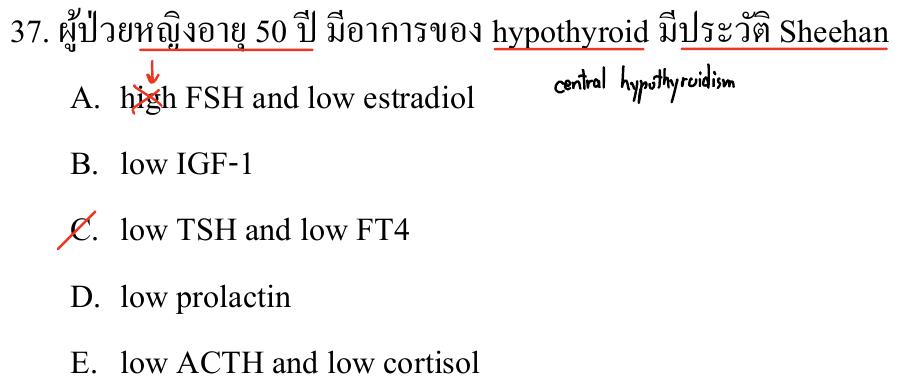 37. ผู้ป่วยหญิงอายุ 50 ปี มีอาการของ hypothyroid มีประวัติ Sheehan
central hypothyroidism
A. high FSH and low estradiol
B. low IGF-1
C. low TSH and low FT4
D. low prolactin
E. low ACTH and low cortisol